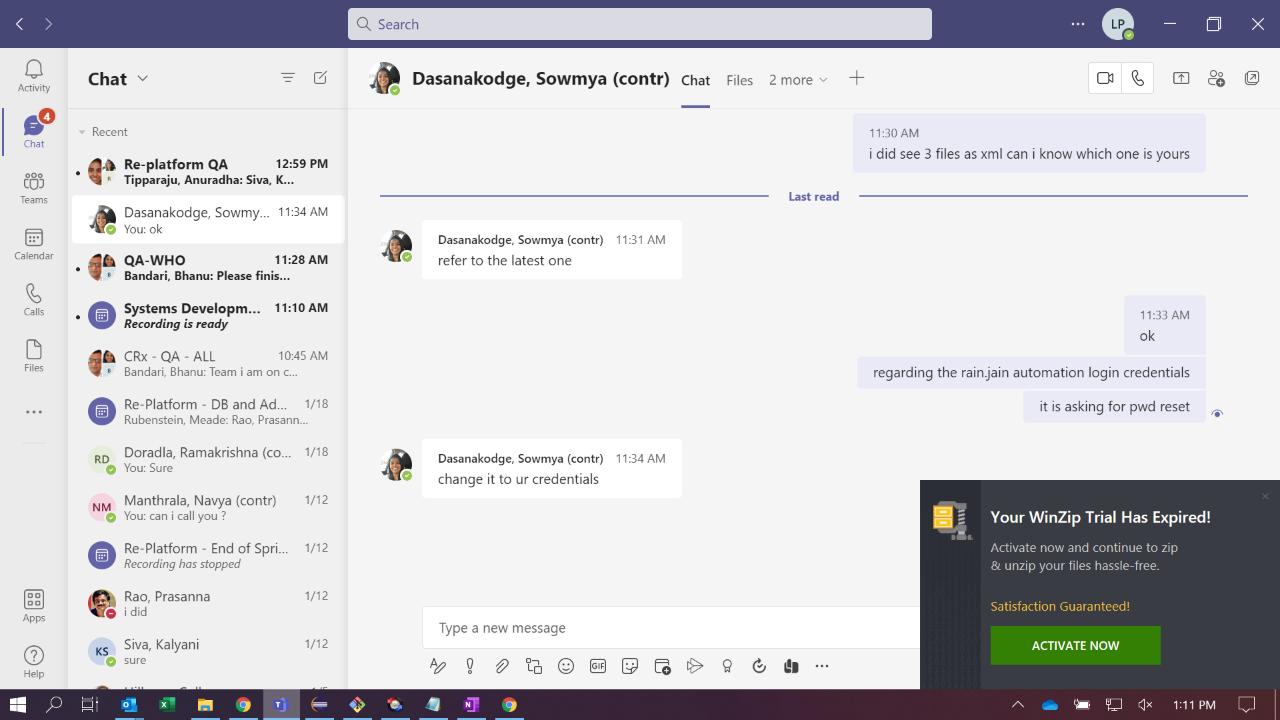 Search
LP
Activity
4
Chat
Teams
Calendar
Calls
Files
Apps
Help
Chat
Recent
Re-platform QA 12:59 PM
Tipparaju, Anuradha: Siva, K...
Dasanakodge, Sowmy... 11:34 AM
You: ok
QA-WHO 11:28 AM
Bandari, Bhanu: Please finis...
Systems Developm... 11:10 AM
Recording is ready
CRx - QA - ALL 10:45 AM
Bandari, Bhanu: Team i am on c...
Re-Platform - DB and Ad... 1/18
Rubenstein, Meade: Rao, Prasann...
RD
Doradla, Ramakrishna (co... 1/18
You: Sure
NM
Manthrala, Navya (contr) 1/12
You: can i call you ?
Re-Platform - End of Spri... 1/12
Recording has stopped
Rao, Prasanna 1/12
i did
KS
Siva, Kalyani 1/12
sure
Dasanakodge, Sowmya (contr) Chat Files 2 more
11:30 AM
i did see 3 files as xml can i know which one is yours
Last read
Dasanakodge, Sowmya (contr) 11:31 AM
refer to the latest one
11:33 AM
ok
regarding the rain.jain automation login credentials
it is asking for pwd reset
Dasanakodge, Sowmya (contr) 11:34 AM
change it to ur credentials
Type a new message
GIF
Your WinZip Trial Has Expired!
Activate now and continue to zip
& unzip your files hassle-free.
Satisfaction Guaranteed!
ACTIVATE NOW
1:11 PM